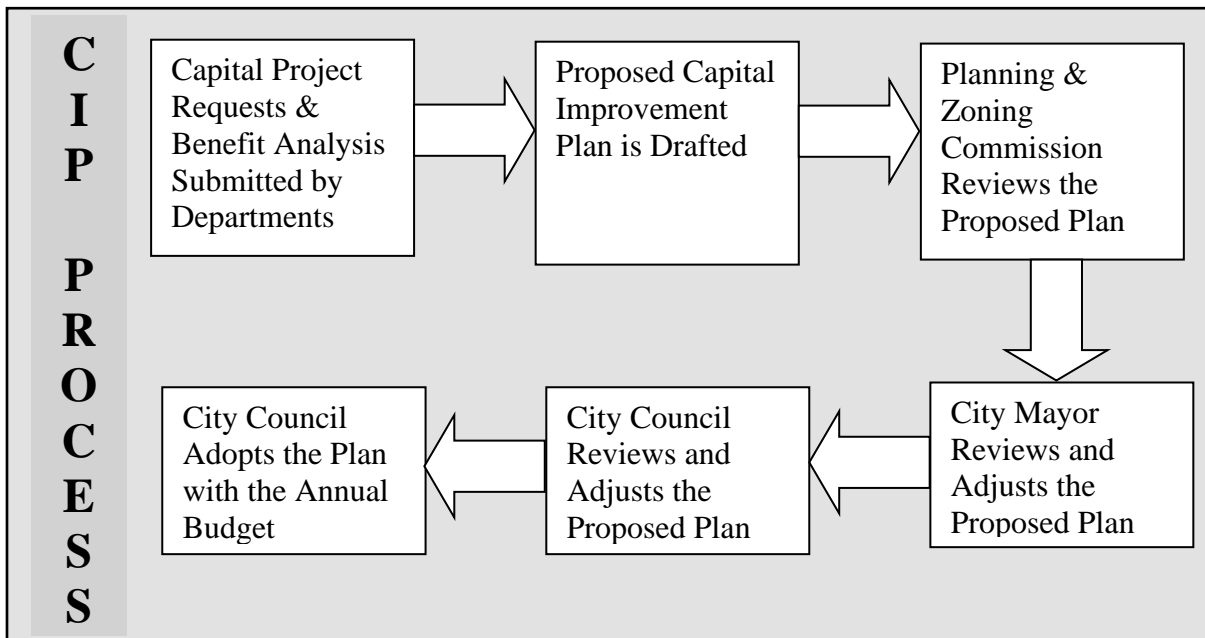 CIP PROCESS
Capital Project
Requests &
Benefit Analysis
Submitted by
Departments
Proposed Capital
Improvement
Plan is Drafted
Planning &
Zoning
Commission
Reviews the
Proposed Plan
City Mayor
Reviews and
Adjusts the
Proposed Plan
City Council
Reviews and
Adjusts the
Proposed Plan
City Council
Adopts the Plan
with the Annual
Budget